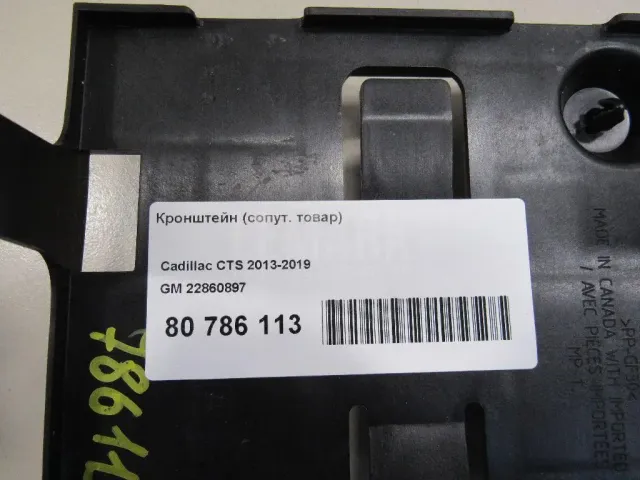 Кронштейн (сопут. товар)
Cadillac CTS 2013-2019
GM 22860897
80 786 113
MADE IN CANADA WITH IMPORTED
/ AVEC PIECES IMPORTEES
MP T.